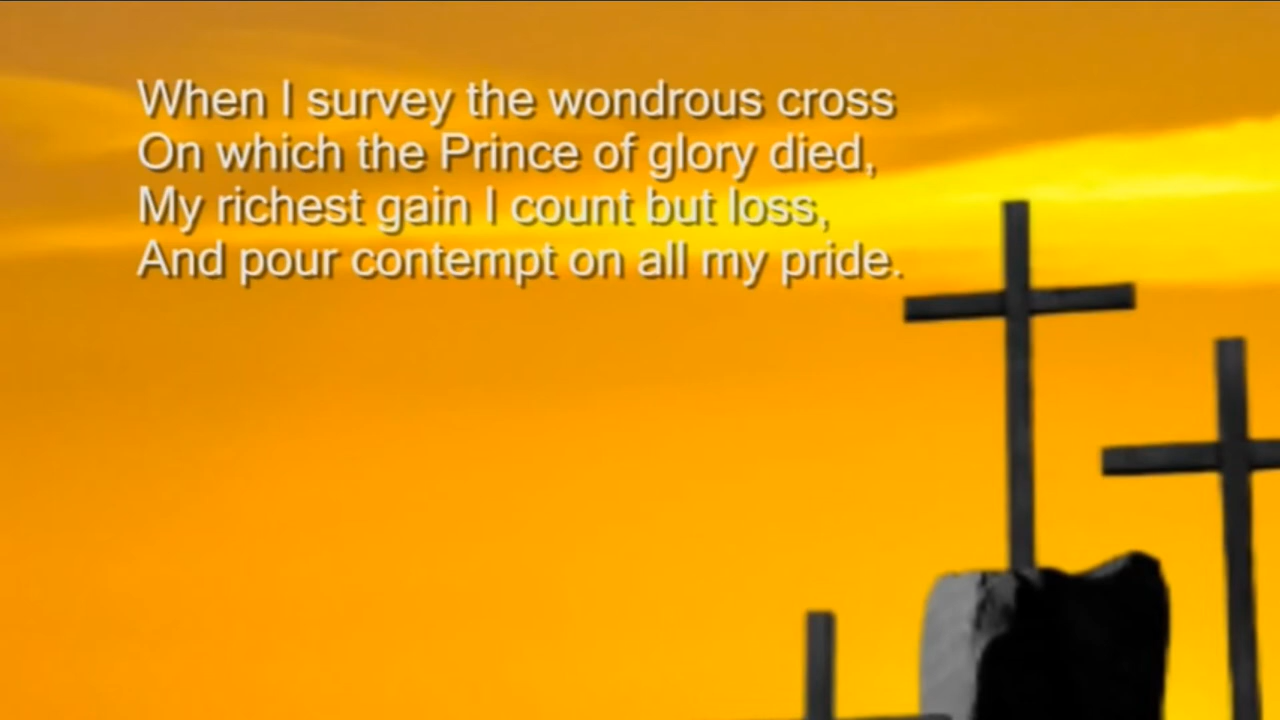 When I survey the wondrous cross
On which the Prince of glory died,
My richest gain I count but loss,
And pour contempt on all my pride.